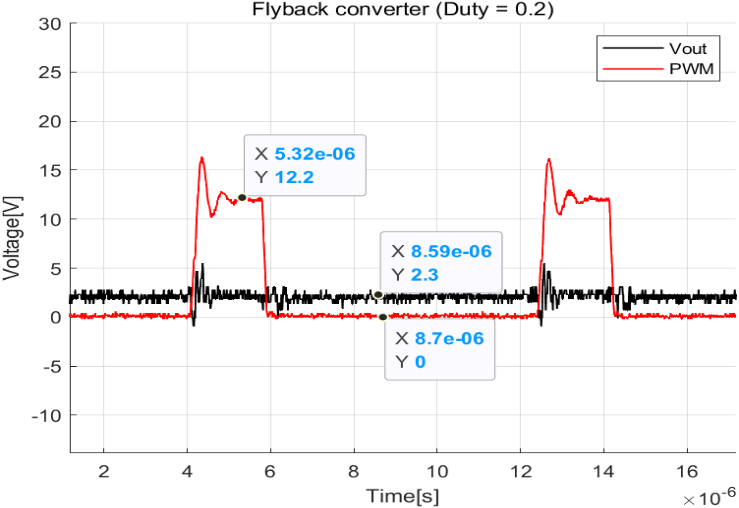 Flyback converter (Duty = 0.2)
30
25
20
15
10
5
0
-5
-10
Voltage[V]
Vout
PWM
X 5.32e-06
Y 12.2
X 8.59e-06
Y 2.3
X 8.7e-06
Y 0
2 4 6 8 10 12 14 16
Time[s]
×10^-6